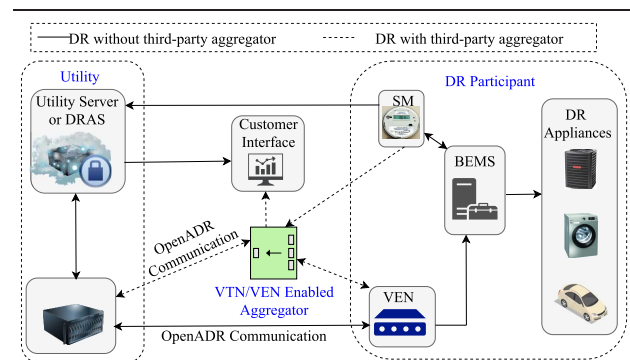 DR without third-party aggregator
DR with third-party aggregator
Utility
DR Participant
Utility Server
or DRAS
Customer
Interface
SM
BEMS
DR
Appliances
OpenADR
Communication
VTN/VEN Enabled
Aggregator
VEN
OpenADR Communication